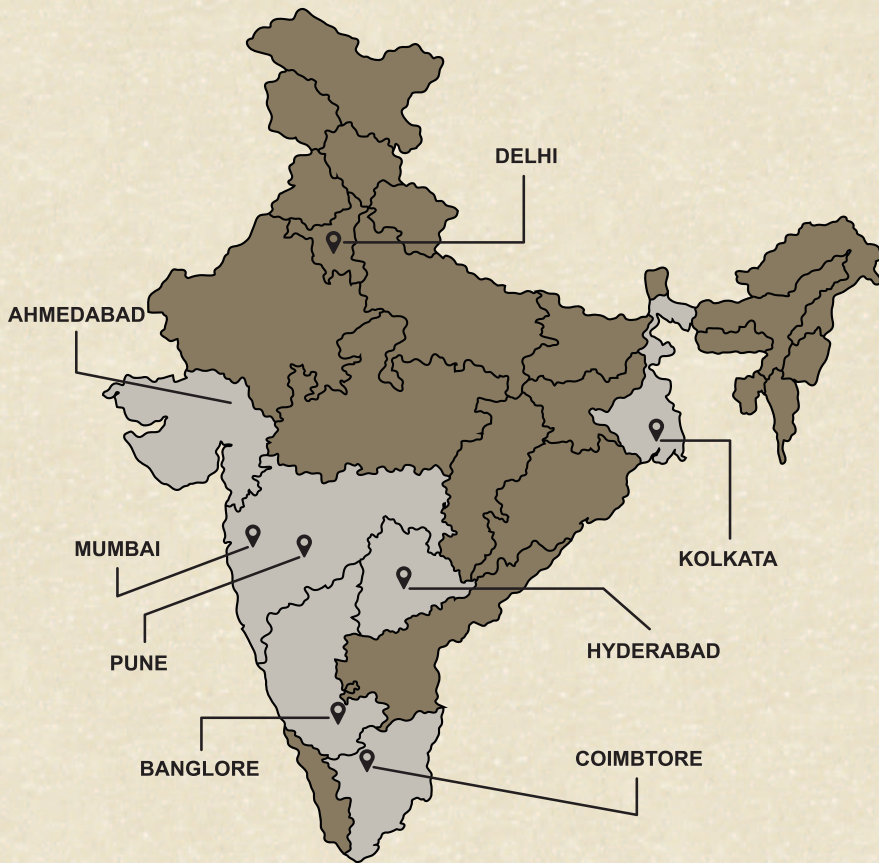 DELHI
AHMEDABAD
MUMBAI
KOLKATA
PUNE
HYDERABAD
BANGLORE
COIMBTORE